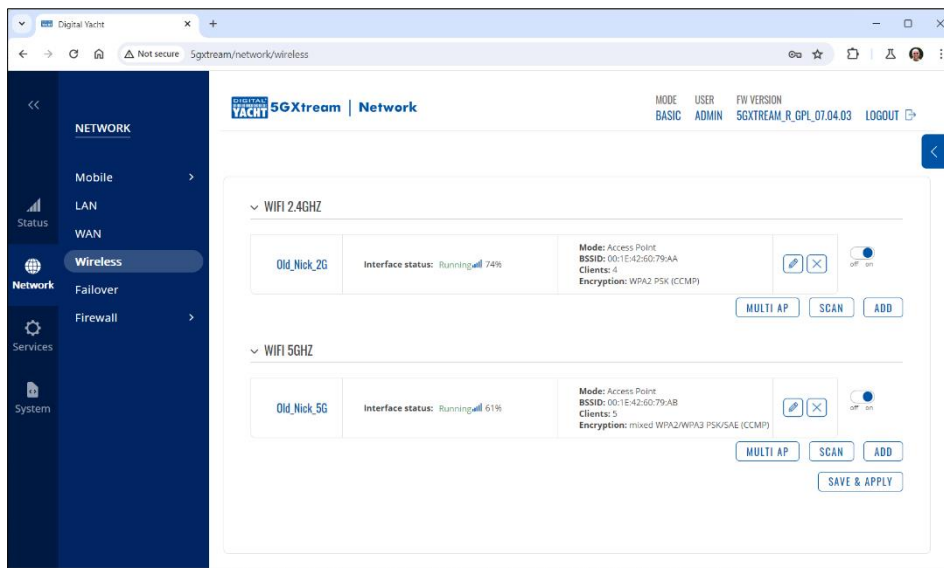 Digital Yacht
Not secure 5gxtream/network/wireless
DIGITAL YACHT 5GXtream | Network
MODE USER FW VERSION
BASIC ADMIN 5GXTREAM_R_GPL_07.04.03 LOGOUT
NETWORK
Mobile
LAN
WAN
Wireless
Failover
Firewall
Status
Network
Services
System
WIFI 2.4GHZ
Old_Nick_2G
Interface status: Running 74%
Mode: Access Point
BSSID: 00:1E:42:60:79:AA
Clients: 4
Encryption: WPA2 PSK (CCMP)
off on
MULTI AP SCAN ADD
WIFI 5GHZ
Old_Nick_5G
Interface status: Running 61%
Mode: Access Point
BSSID: 00:1E:42:60:79:AB
Clients: 5
Encryption: mixed WPA2/WPA3 PSK/SAE (CCMP)
off on
MULTI AP SCAN ADD
SAVE & APPLY